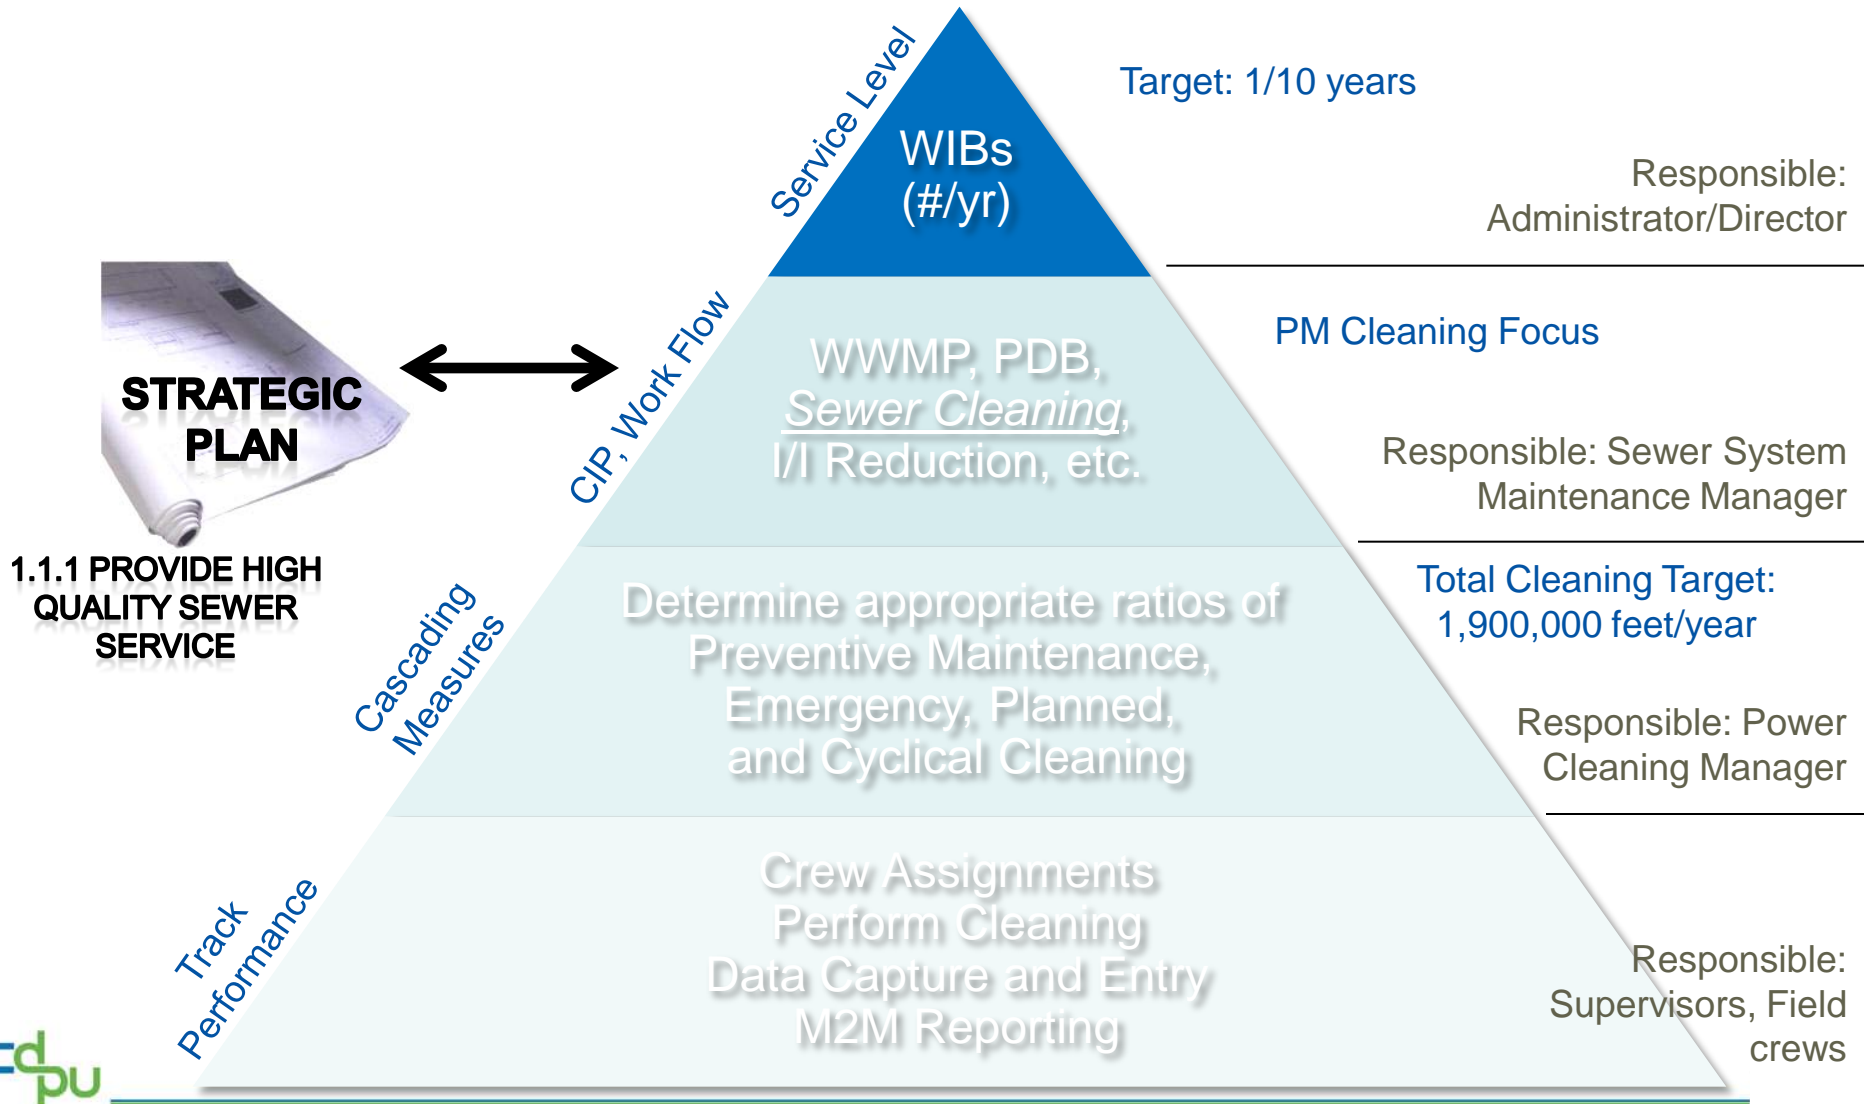 Service Level
WIBs
(#/yr)
Target: 1/10 years
Responsible:
Administrator/Director
STRATEGIC
PLAN
1.1.1 PROVIDE HIGH
QUALITY SEWER
SERVICE
CIP, Work Flow
WWMP, PDB,
Sewer Cleaning,
I/I Reduction, etc.
PM Cleaning Focus
Responsible: Sewer System
Maintenance Manager
Cascading
Measures
Determine appropriate ratios of
Preventive Maintenance,
Emergency, Planned,
and Cyclical Cleaning
Total Cleaning Target:
1,900,000 feet/year
Responsible: Power
Cleaning Manager
Track
Performance
Crew Assignments
Perform Cleaning
Data Capture and Entry
M2M Reporting
Responsible:
Supervisors, Field
crews
dpu